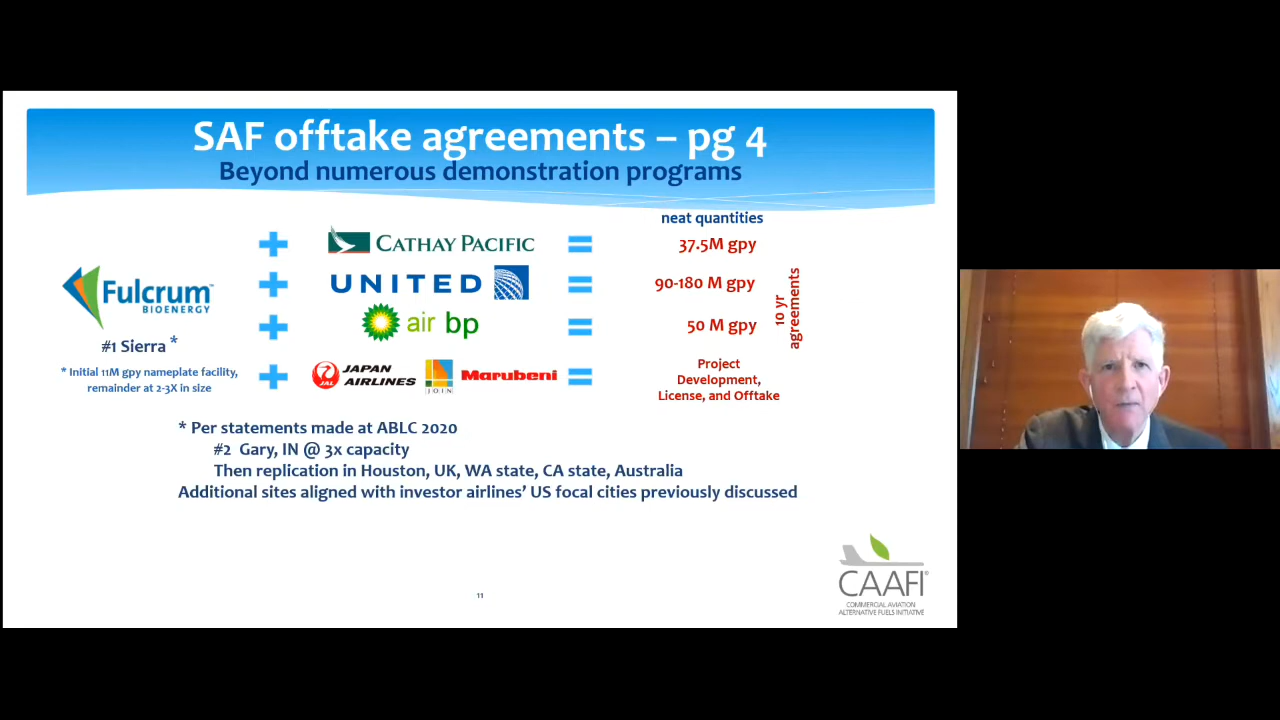 SAF offtake agreements – pg 4
Beyond numerous demonstration programs
neat quantities
CATHAY PACIFIC
37.5M gpy
Fulcrum
BIOENERGY
UNITED
90-180 M gpy
air bp
50 M gpy
10 yr
agreements
#1 Sierra *
* Initial 11M gpy nameplate facility,
remainder at 2-3X in size
JAL
JAPAN
AIRLINES
J.O.I.N
Marubeni
Project
Development,
License, and Offtake
* Per statements made at ABLC 2020
#2 Gary, IN @ 3x capacity
Then replication in Houston, UK, WA state, CA state, Australia
Additional sites aligned with investor airlines’ US focal cities previously discussed
CAAFI®
COMMERCIAL AVIATION
ALTERNATIVE FUELS INITIATIVE
11